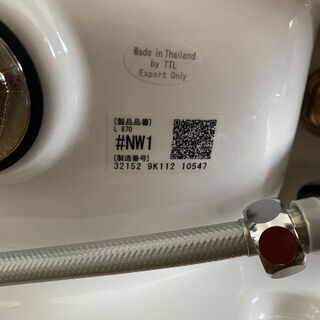 Made in Thailand
by TTL
Export Only
[製品品番]
L 870
#NW1
[製造番号]
32152 9K112 10547